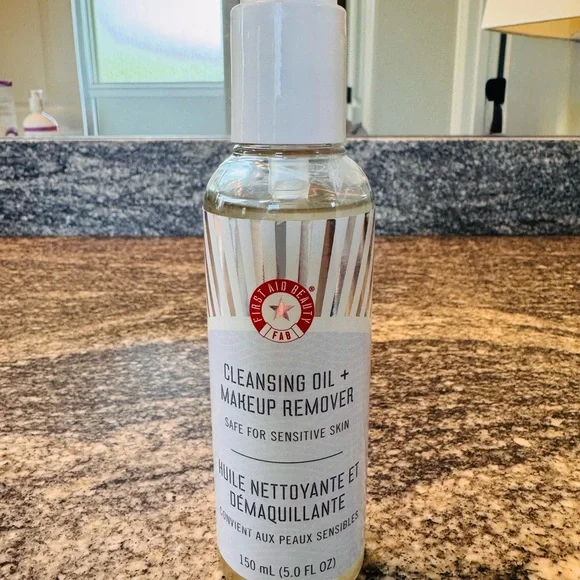 FIRST AID BEAUTY®
FAB
CLEANSING OIL +
MAKEUP REMOVER
SAFE FOR SENSITIVE SKIN
HUILE NETTOYANTE ET
DÉMAQUILLANTE
CONVIENT AUX PEAUX SENSIBLES
150 mL (5.0 FL OZ)